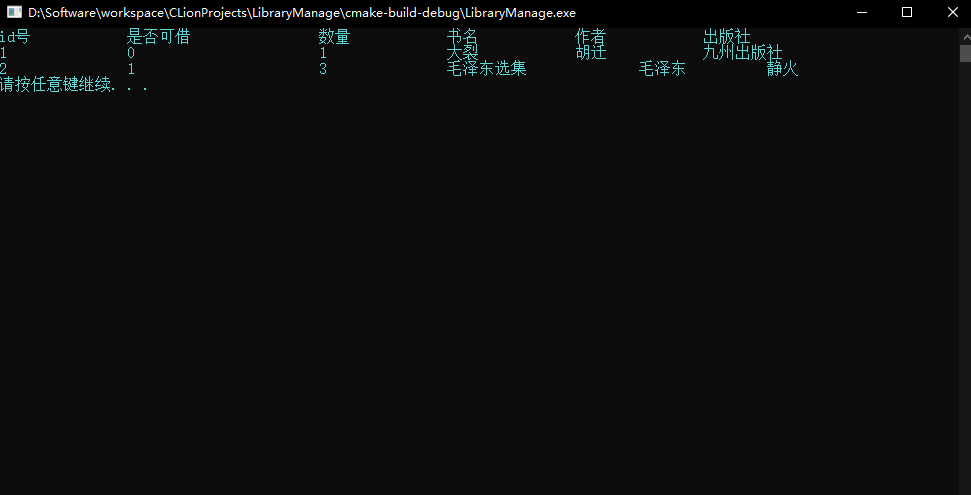 D:\Software\workspace\CLionProjects\LibraryManage\cmake-build-debug\LibraryManage.exe
id号 是否可借 数量 书名 作者 出版社
1 0 1 大裂 胡迁 九州出版社
2 1 3 毛泽东选集 毛泽东 静火
请按任意键继续. . .